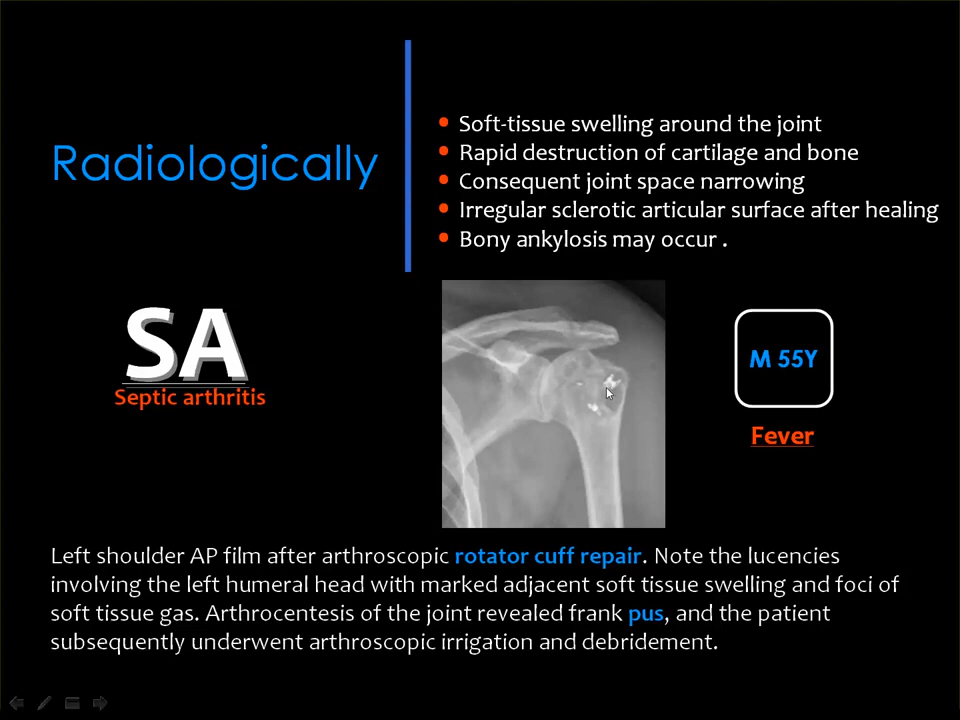 Radiologically
• Soft-tissue swelling around the joint
• Rapid destruction of cartilage and bone
• Consequent joint space narrowing
• Irregular sclerotic articular surface after healing
• Bony ankylosis may occur .
SA
Septic arthritis
M 55Y
Fever
Left shoulder AP film after arthroscopic rotator cuff repair. Note the lucencies
involving the left humeral head with marked adjacent soft tissue swelling and foci of
soft tissue gas. Arthrocentesis of the joint revealed frank pus, and the patient
subsequently underwent arthroscopic irrigation and debridement.